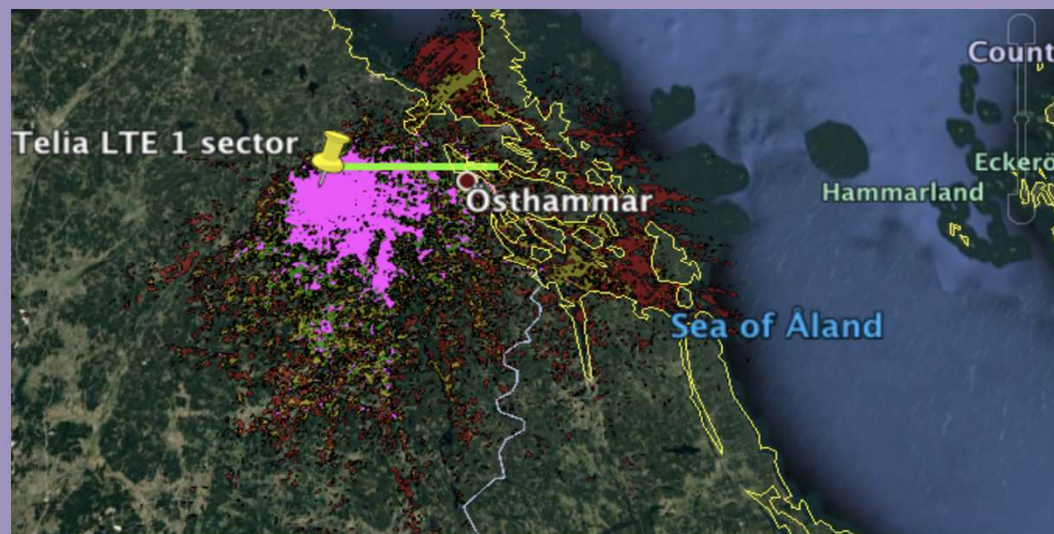 Count
Telia LTE 1 sector
Eckerö
Hammarland
Östhammar
Sea of Åland